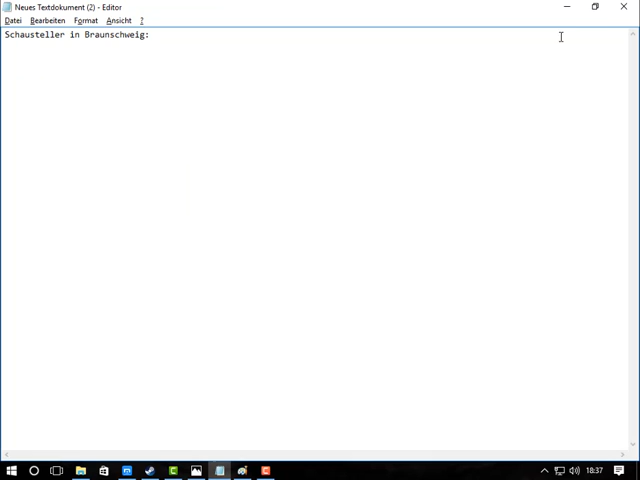 Neues Textdokument (2) - Editor
Datei Bearbeiten Format Ansicht ?
Schausteller in Braunschweig:
18:37